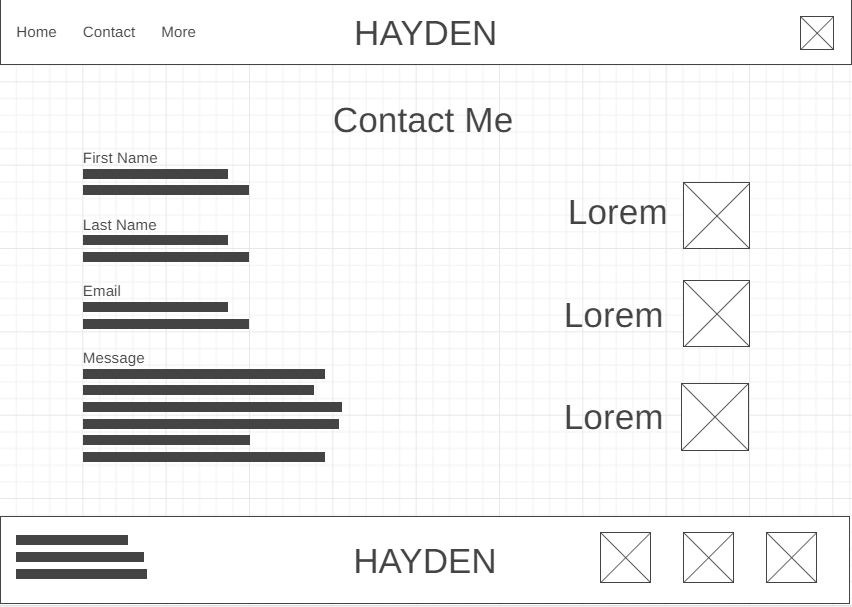 Home Contact More
HAYDEN
Contact Me
First Name
Last Name
Email
Message
Lorem
Lorem
Lorem
HAYDEN